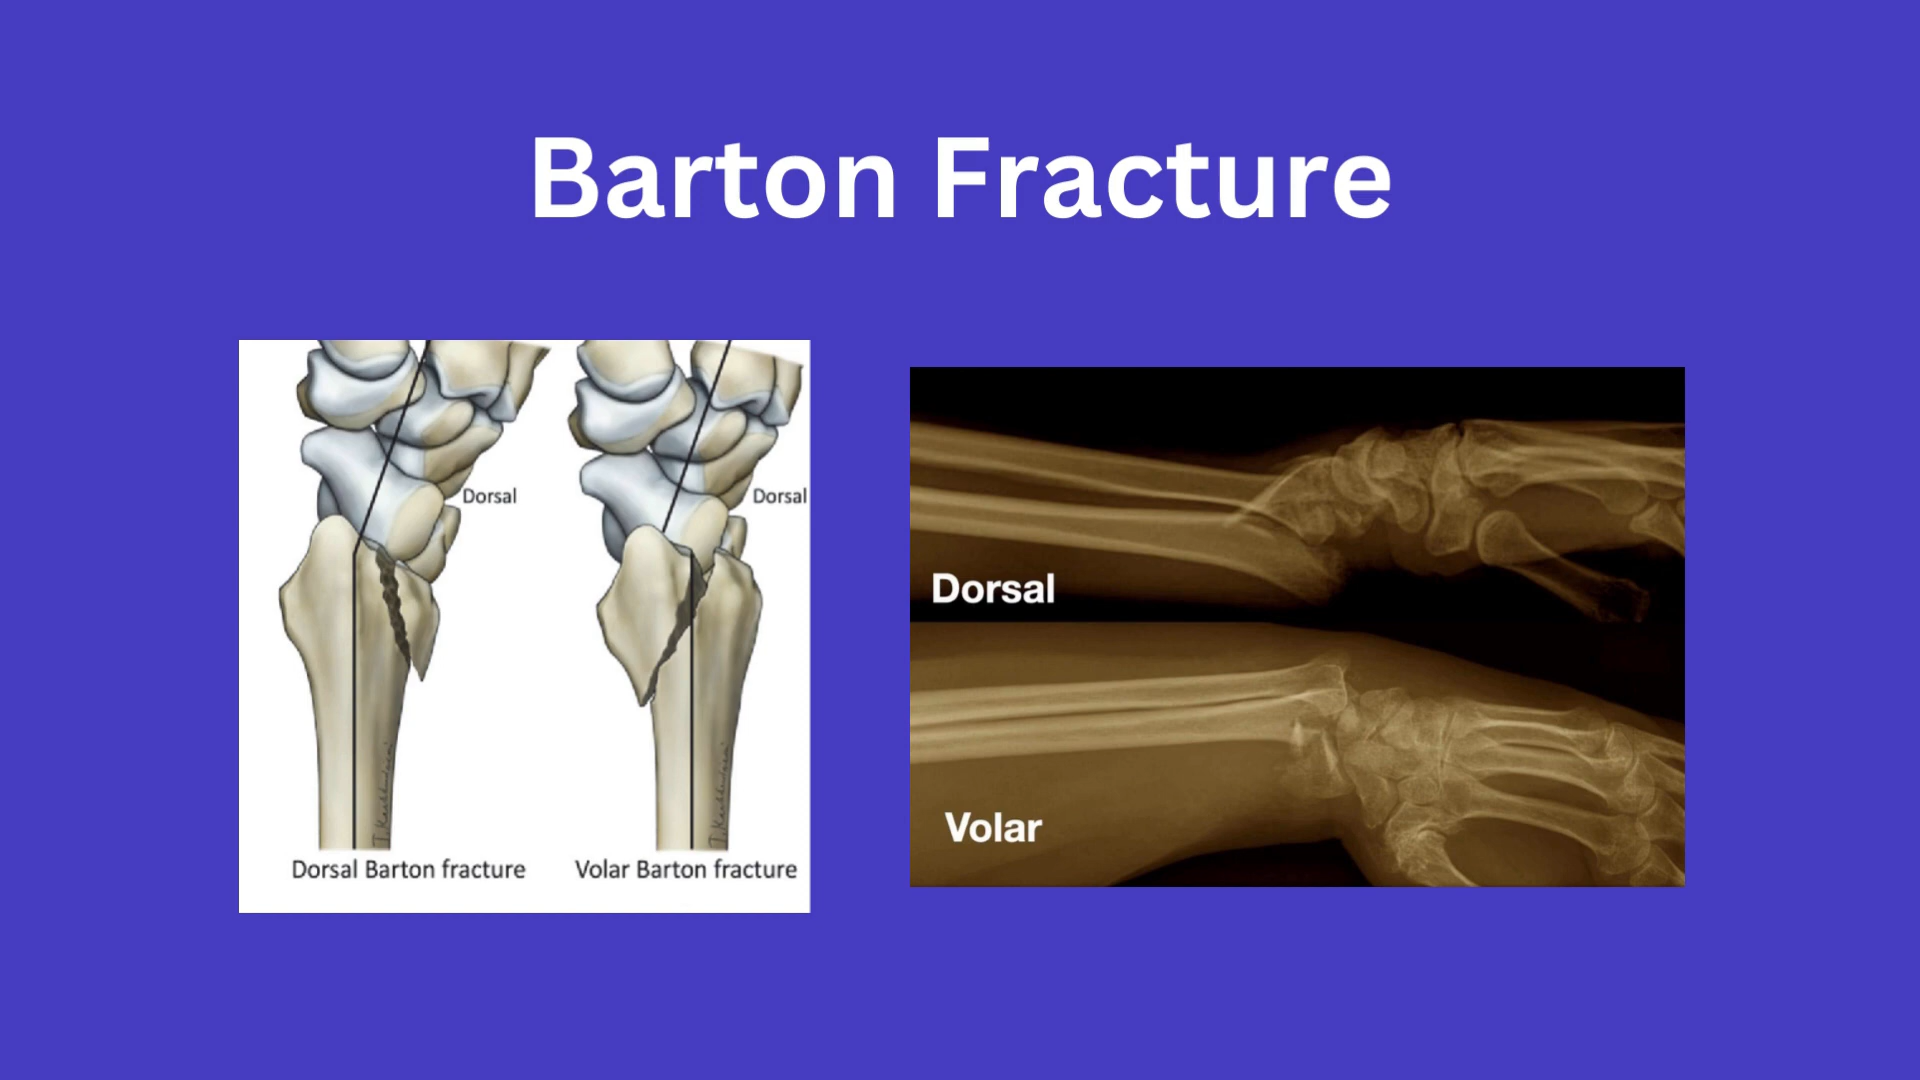 Barton Fracture
Dorsal
Dorsal
Dorsal Barton fracture
Volar Barton fracture
Dorsal
Volar